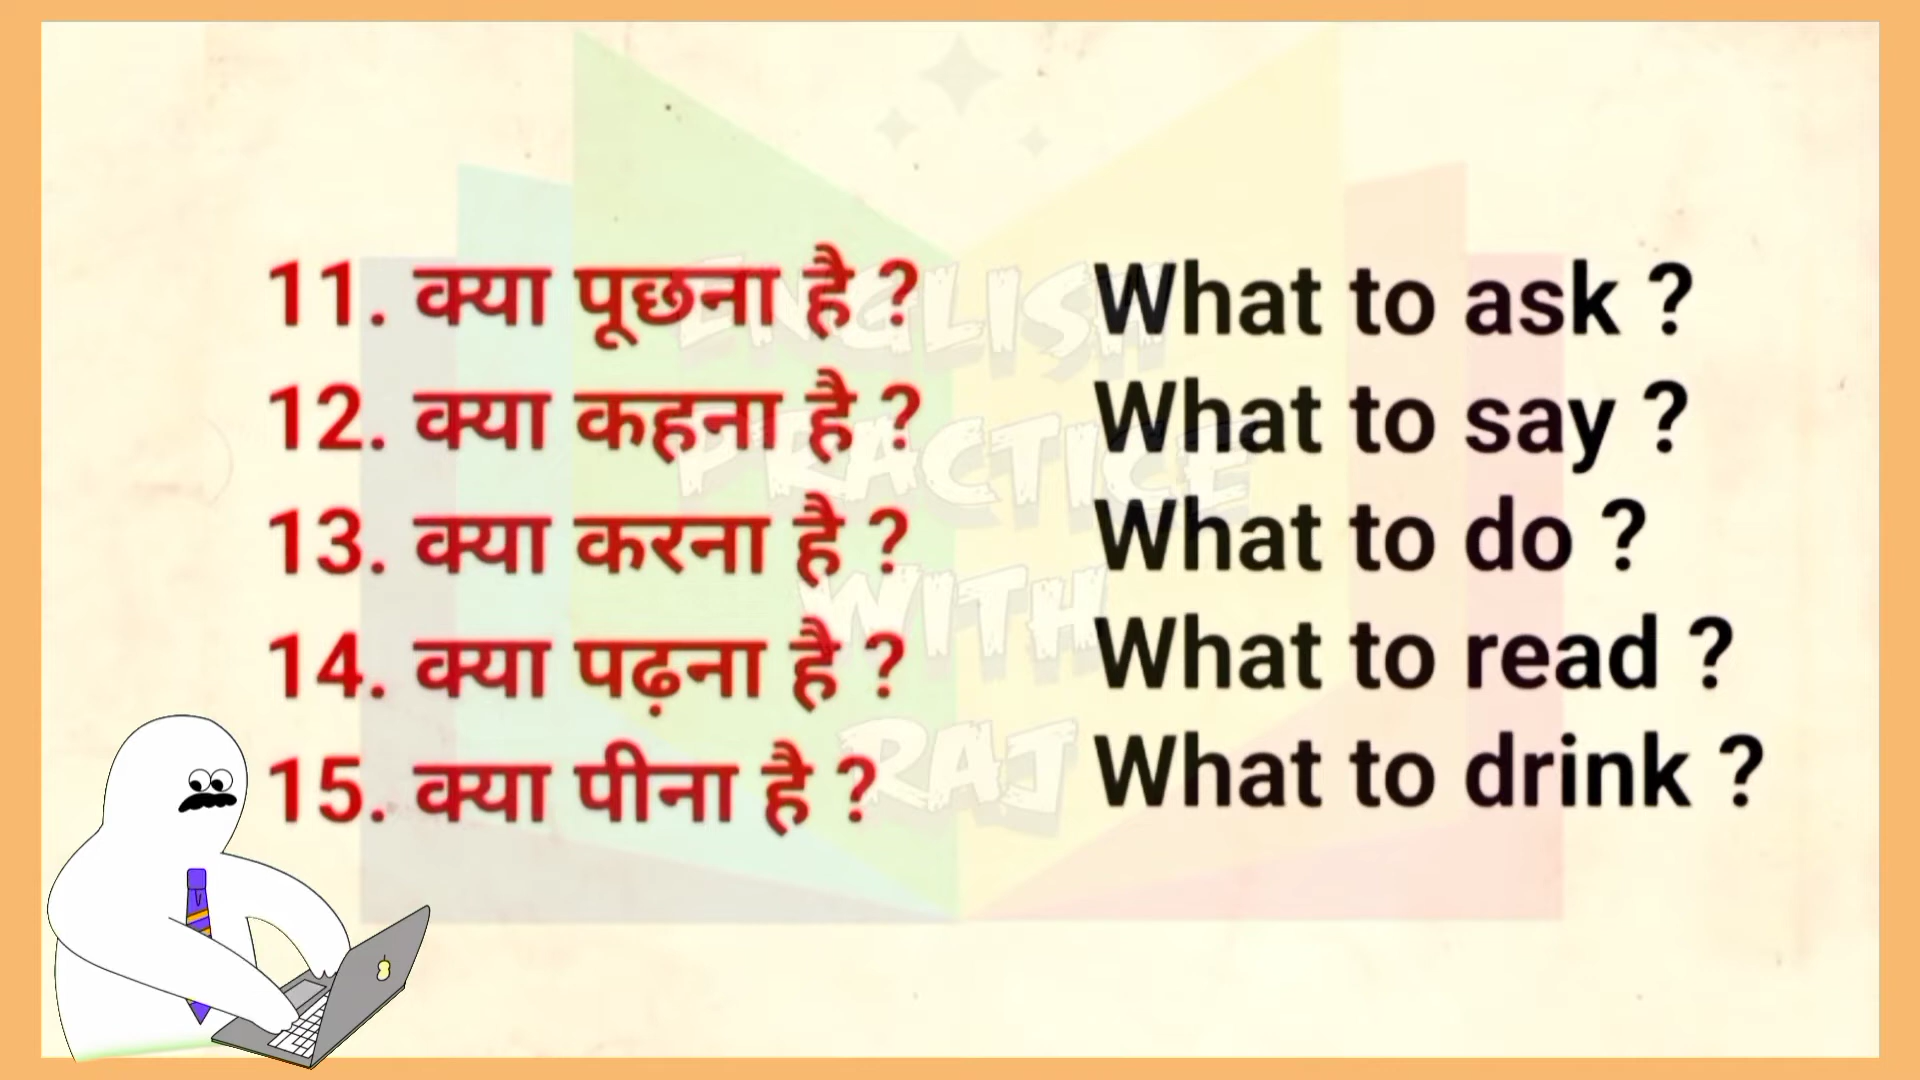 11. क्या पूछना है ? What to ask ?
12. क्या कहना है ? What to say ?
13. क्या करना है ? What to do ?
14. क्या पढ़ना है ? What to read ?
15. क्या पीना है ? What to drink ?
ENGLISH
PRACTICE
WITH
RAJ